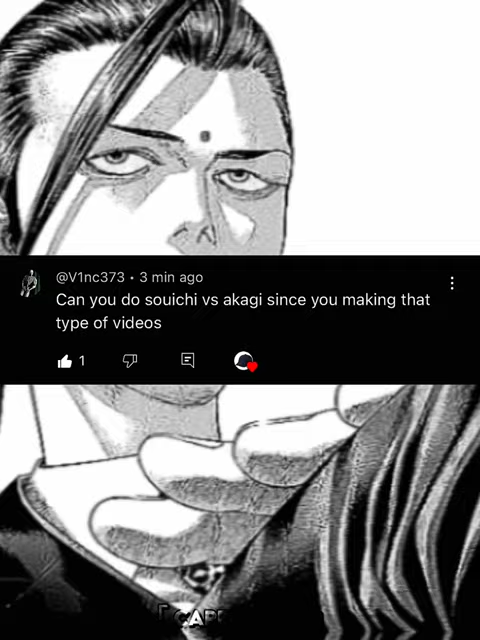 @V1nc373 • 3 min ago
Can you do souichi vs akagi since you making that
type of videos
1